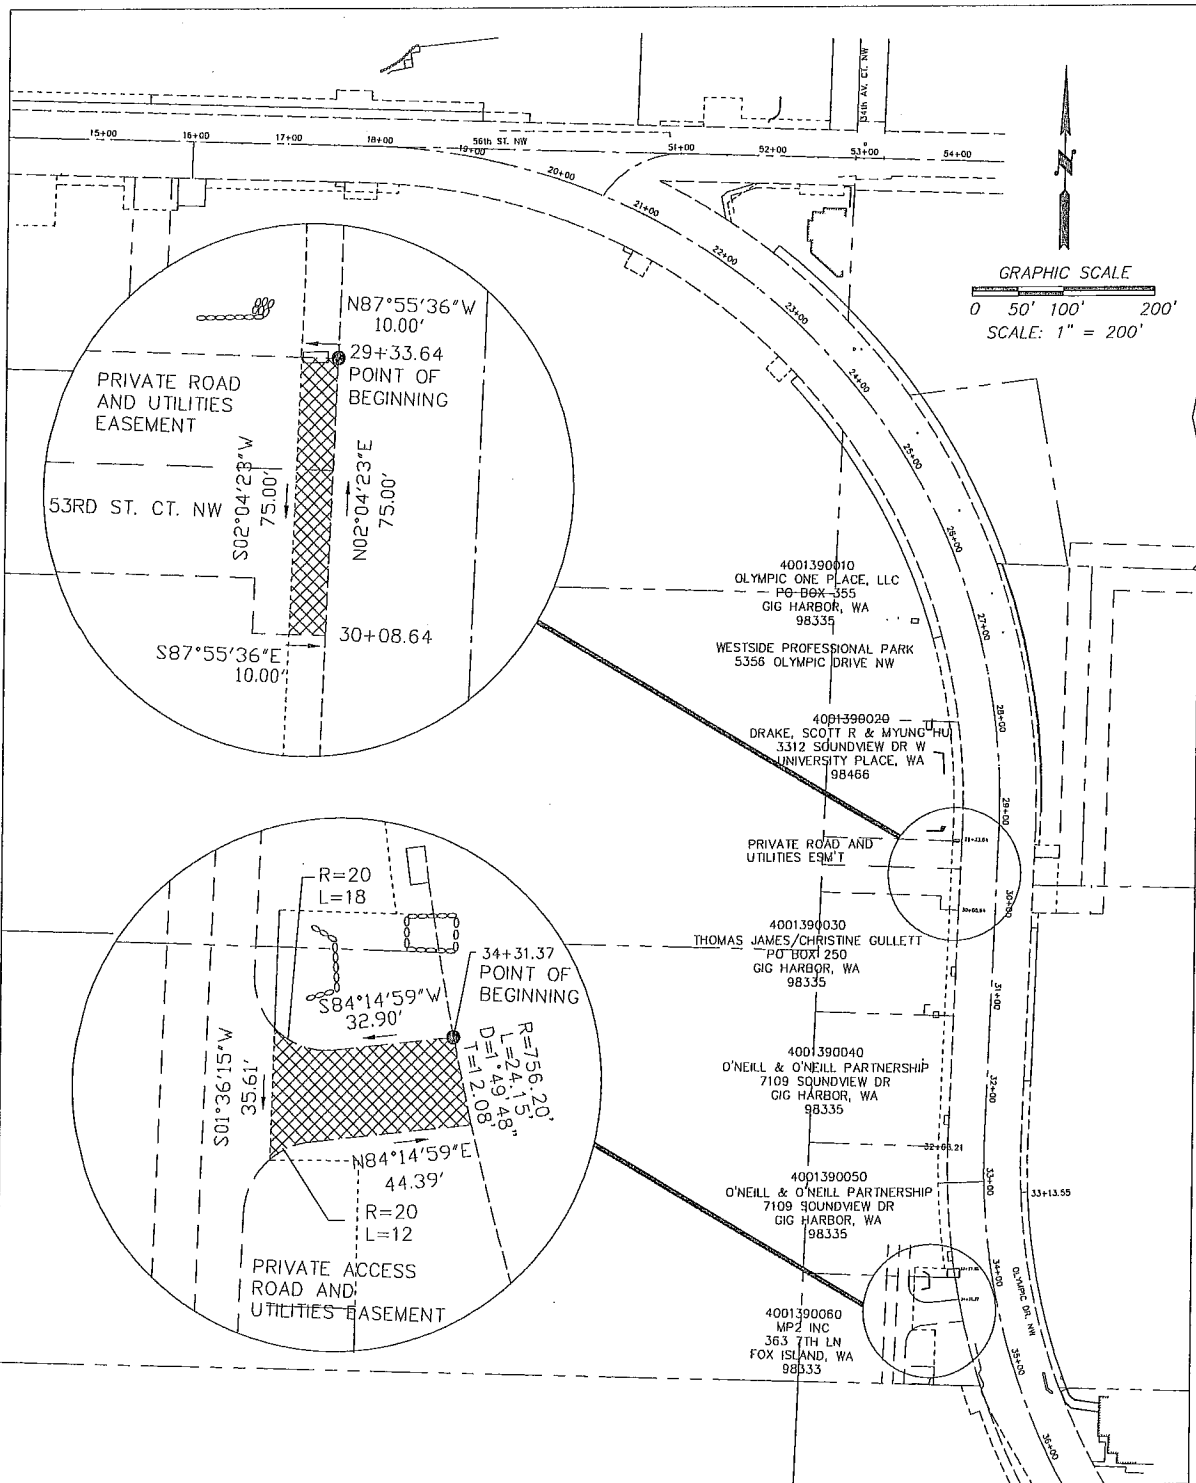 15+00
16+00
17+00
18+00
56th ST. NW
19+00
20+00
21+00
22+00
23+00
24+00
25+00
26+00
27+00
28+00
29+00
30+00
31+00
32+00
33+00
34+00
35+00
36+00
51+00
52+00
53+00
54+00
34th AV. CT. NW
N
GRAPHIC SCALE
0 50' 100' 200'
SCALE: 1" = 200'
N87°55'36"W
10.00'
29+33.64
POINT OF
BEGINNING
PRIVATE ROAD
AND UTILITIES
EASEMENT
S02°04'23"W
75.00'
N02°04'23"E
75.00'
53RD ST. CT. NW
30+08.64
S87°55'36"E
10.00'
4001390010
OLYMPIC ONE PLACE, LLC
PO BOX 355
GIG HARBOR, WA
98335
WESTSIDE PROFESSIONAL PARK
5356 OLYMPIC DRIVE NW
4001390020
DRAKE, SCOTT R & MYUNG HU
3312 SOUNDVIEW DR W
UNIVERSITY PLACE, WA
98466
PRIVATE ROAD AND
UTILITIES ESM'T
29+33.64
30+08.64
4001390030
THOMAS JAMES/CHRISTINE GULLETT
PO BOX 250
GIG HARBOR, WA
98335
4001390040
O'NEILL & O'NEILL PARTNERSHIP
7109 SOUNDVIEW DR
GIG HARBOR, WA
98335
4001390050
O'NEILL & O'NEILL PARTNERSHIP
7109 SOUNDVIEW DR
GIG HARBOR, WA
98335
33+13.55
OLYMPIC DR. NW
34+31.37
4001390060
MP2 INC
363 7TH LN
FOX ISLAND, WA
98333
R=20
L=18
34+31.37
POINT OF
BEGINNING
S84°14'59"W
32.90'
R=756.20'
L=24.15'
D=1°49'48"
T=12.08'
S01°36'15"W
35.61'
N84°14'59"E
44.39'
R=20
L=12
PRIVATE ACCESS
ROAD AND
UTILITIES EASEMENT